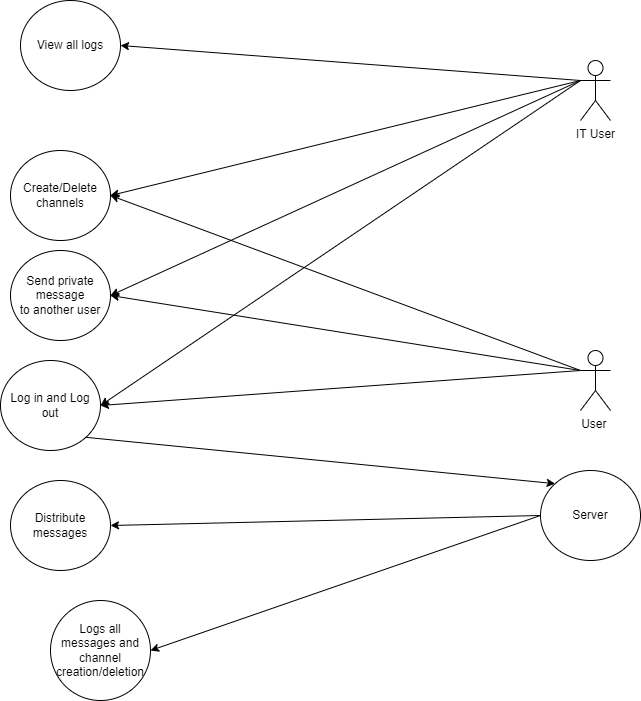 View all logs
IT User
Create/Delete
channels
Send private
message
to another user
Log in and Log
out
User
Distribute
messages
Server
Logs all
messages and
channel
creation/deletion